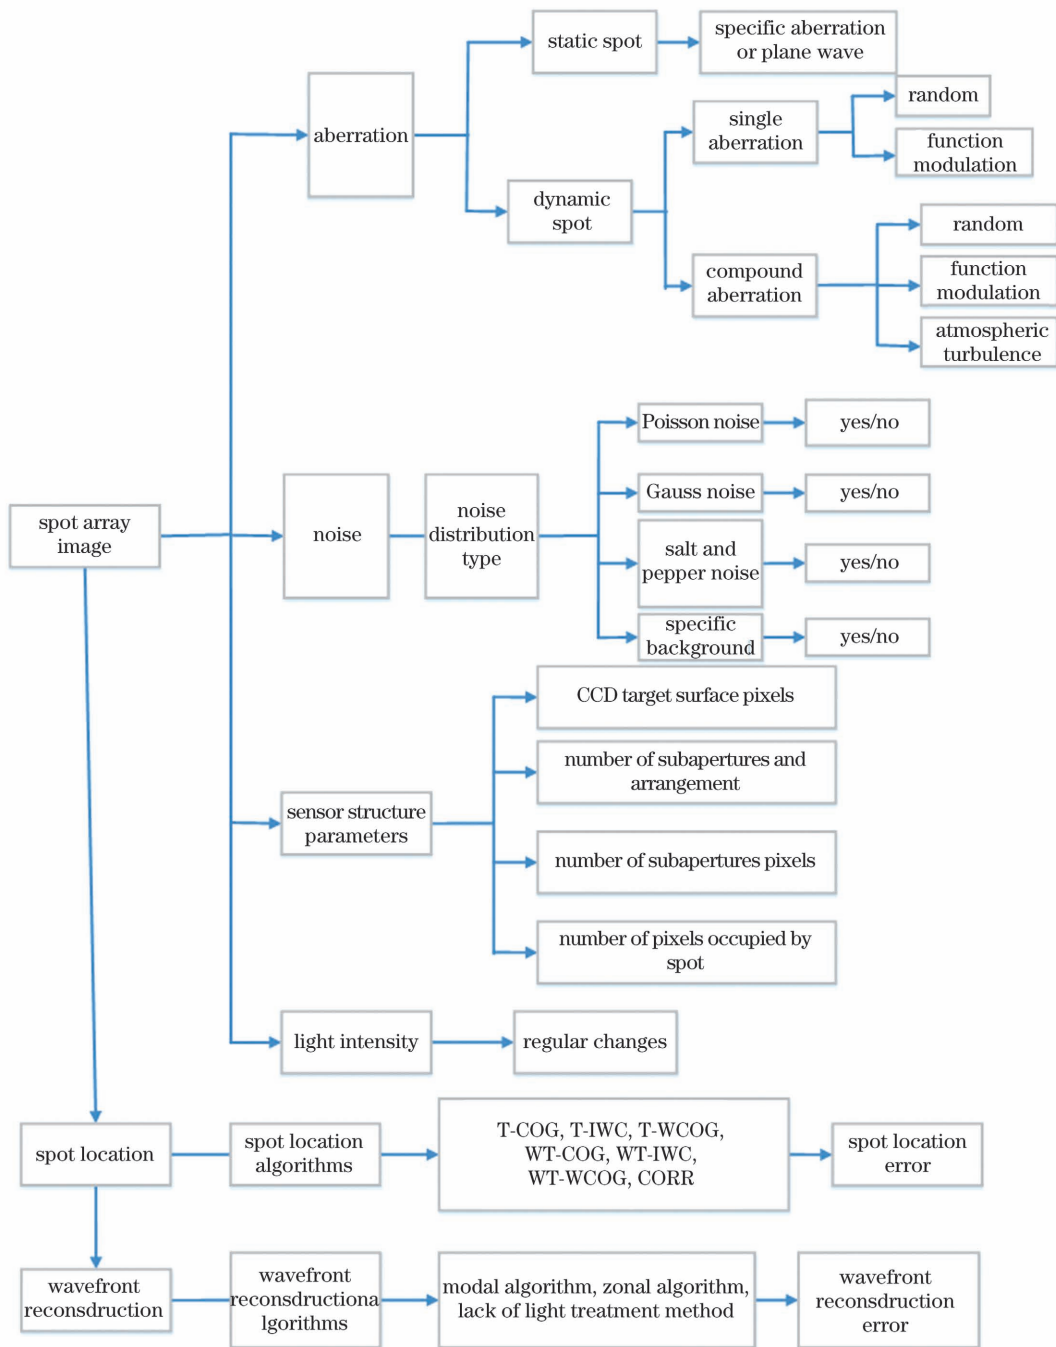 static spot
specific aberration
or plane wave
aberration
single
aberration
random
function
modulation
dynamic
spot
compound
aberration
random
function
modulation
atmospheric
turbulence
spot array
image
noise
noise
distribution
type
Poisson noise
yes/no
Gauss noise
yes/no
salt and
pepper noise
yes/no
specific
background
yes/no
sensor structure
parameters
CCD target surface pixels
number of subapertures and
arrangement
number of subapertures pixels
number of pixels occupied by
spot
light intensity
regular changes
spot location
spot location
algorithms
T-COG, T-IWC, T-WCOG,
WT-COG, WT-IWC,
WT-WCOG, CORR
spot location
error
wavefront
reconsdruction
wavefront
reconsdructiona
lgorithms
modal algorithm, zonal algorithm,
lack of light treatment method
wavefront
reconsdruction
error